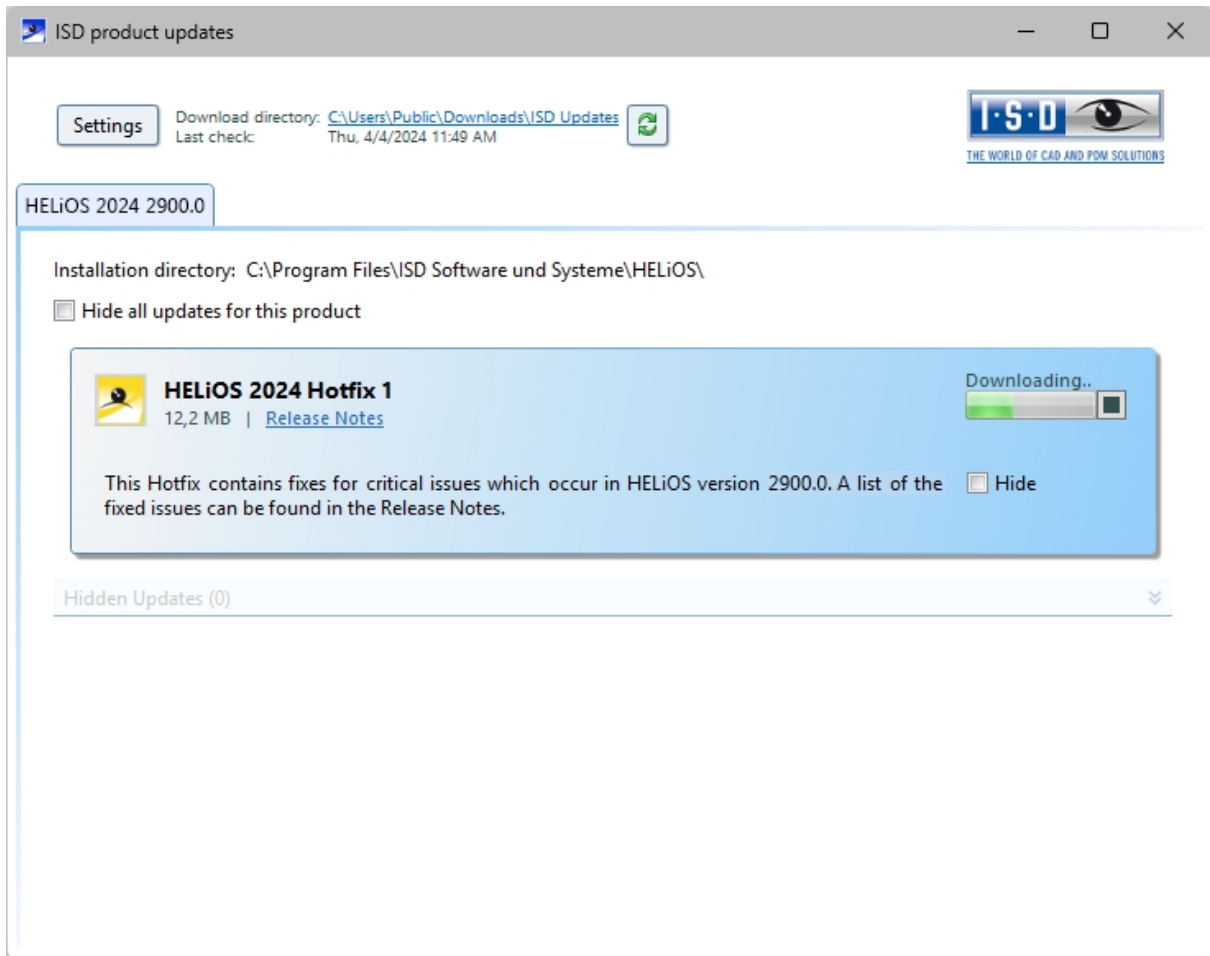 ISD product updates
Settings
Download directory: C:\Users\Public\Downloads\ISD Updates
Last check: Thu, 4/4/2024 11:49 AM
I·S·D
THE WORLD OF CAD AND PDM SOLUTIONS
HELiOS 2024 2900.0
Installation directory: C:\Program Files\ISD Software und Systeme\HELiOS\
Hide all updates for this product
HELiOS 2024 Hotfix 1
12,2 MB | Release Notes
Downloading..
This Hotfix contains fixes for critical issues which occur in HELiOS version 2900.0. A list of the
fixed issues can be found in the Release Notes.
Hide
Hidden Updates (0)